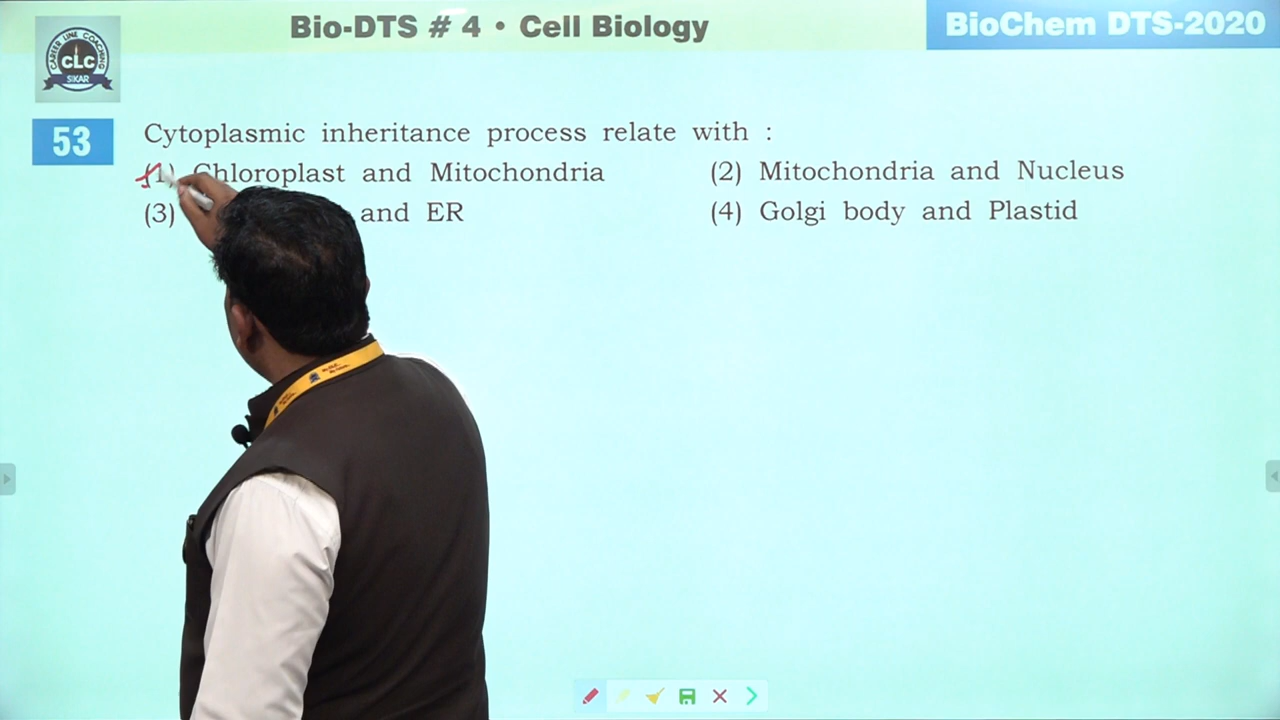 Bio-DTS # 4 • Cell Biology
BioChem DTS-2020
CAREER LINE COACHING
CLC
SIKAR
53
Cytoplasmic inheritance process relate with :
(1) Chloroplast and Mitochondria
(2) Mitochondria and Nucleus
(3) and ER
(4) Golgi body and Plastid